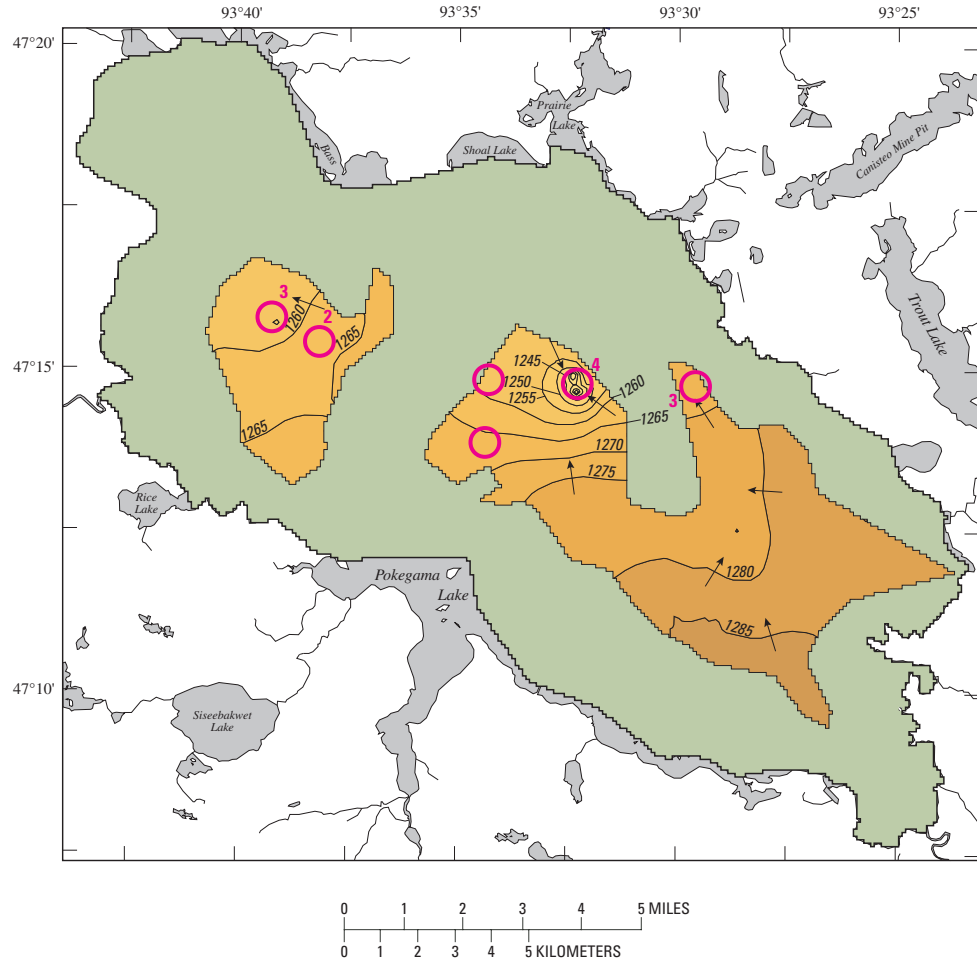 93°40' 93°35' 93°30' 93°25'
47°20'
Prairie
Lake
Bass
Shoal Lake
Canisteo Mine Pit
Trout Lake
3
2
1260
1265
47°15'
1245
4
1250
1260
1255
3
1265
1265
1270
1275
Rice
Lake
Pokegama
Lake
1280
1285
47°10'
Siseebakwet
Lake
0 1 2 3 4 5 MILES
0 1 2 3 4 5 KILOMETERS